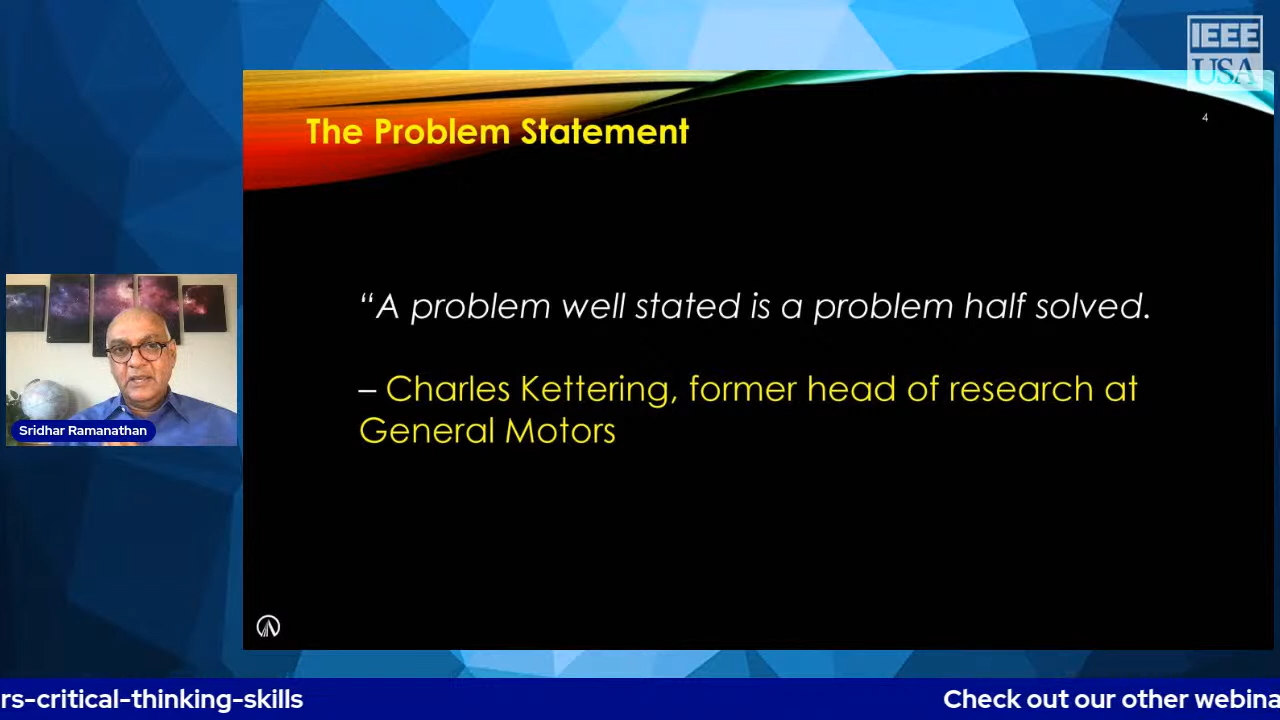 IEEE
USA
The Problem Statement
4
“A problem well stated is a problem half solved.
– Charles Kettering, former head of research at
General Motors
Sridhar Ramanathan
rs-critical-thinking-skills
Check out our other webina